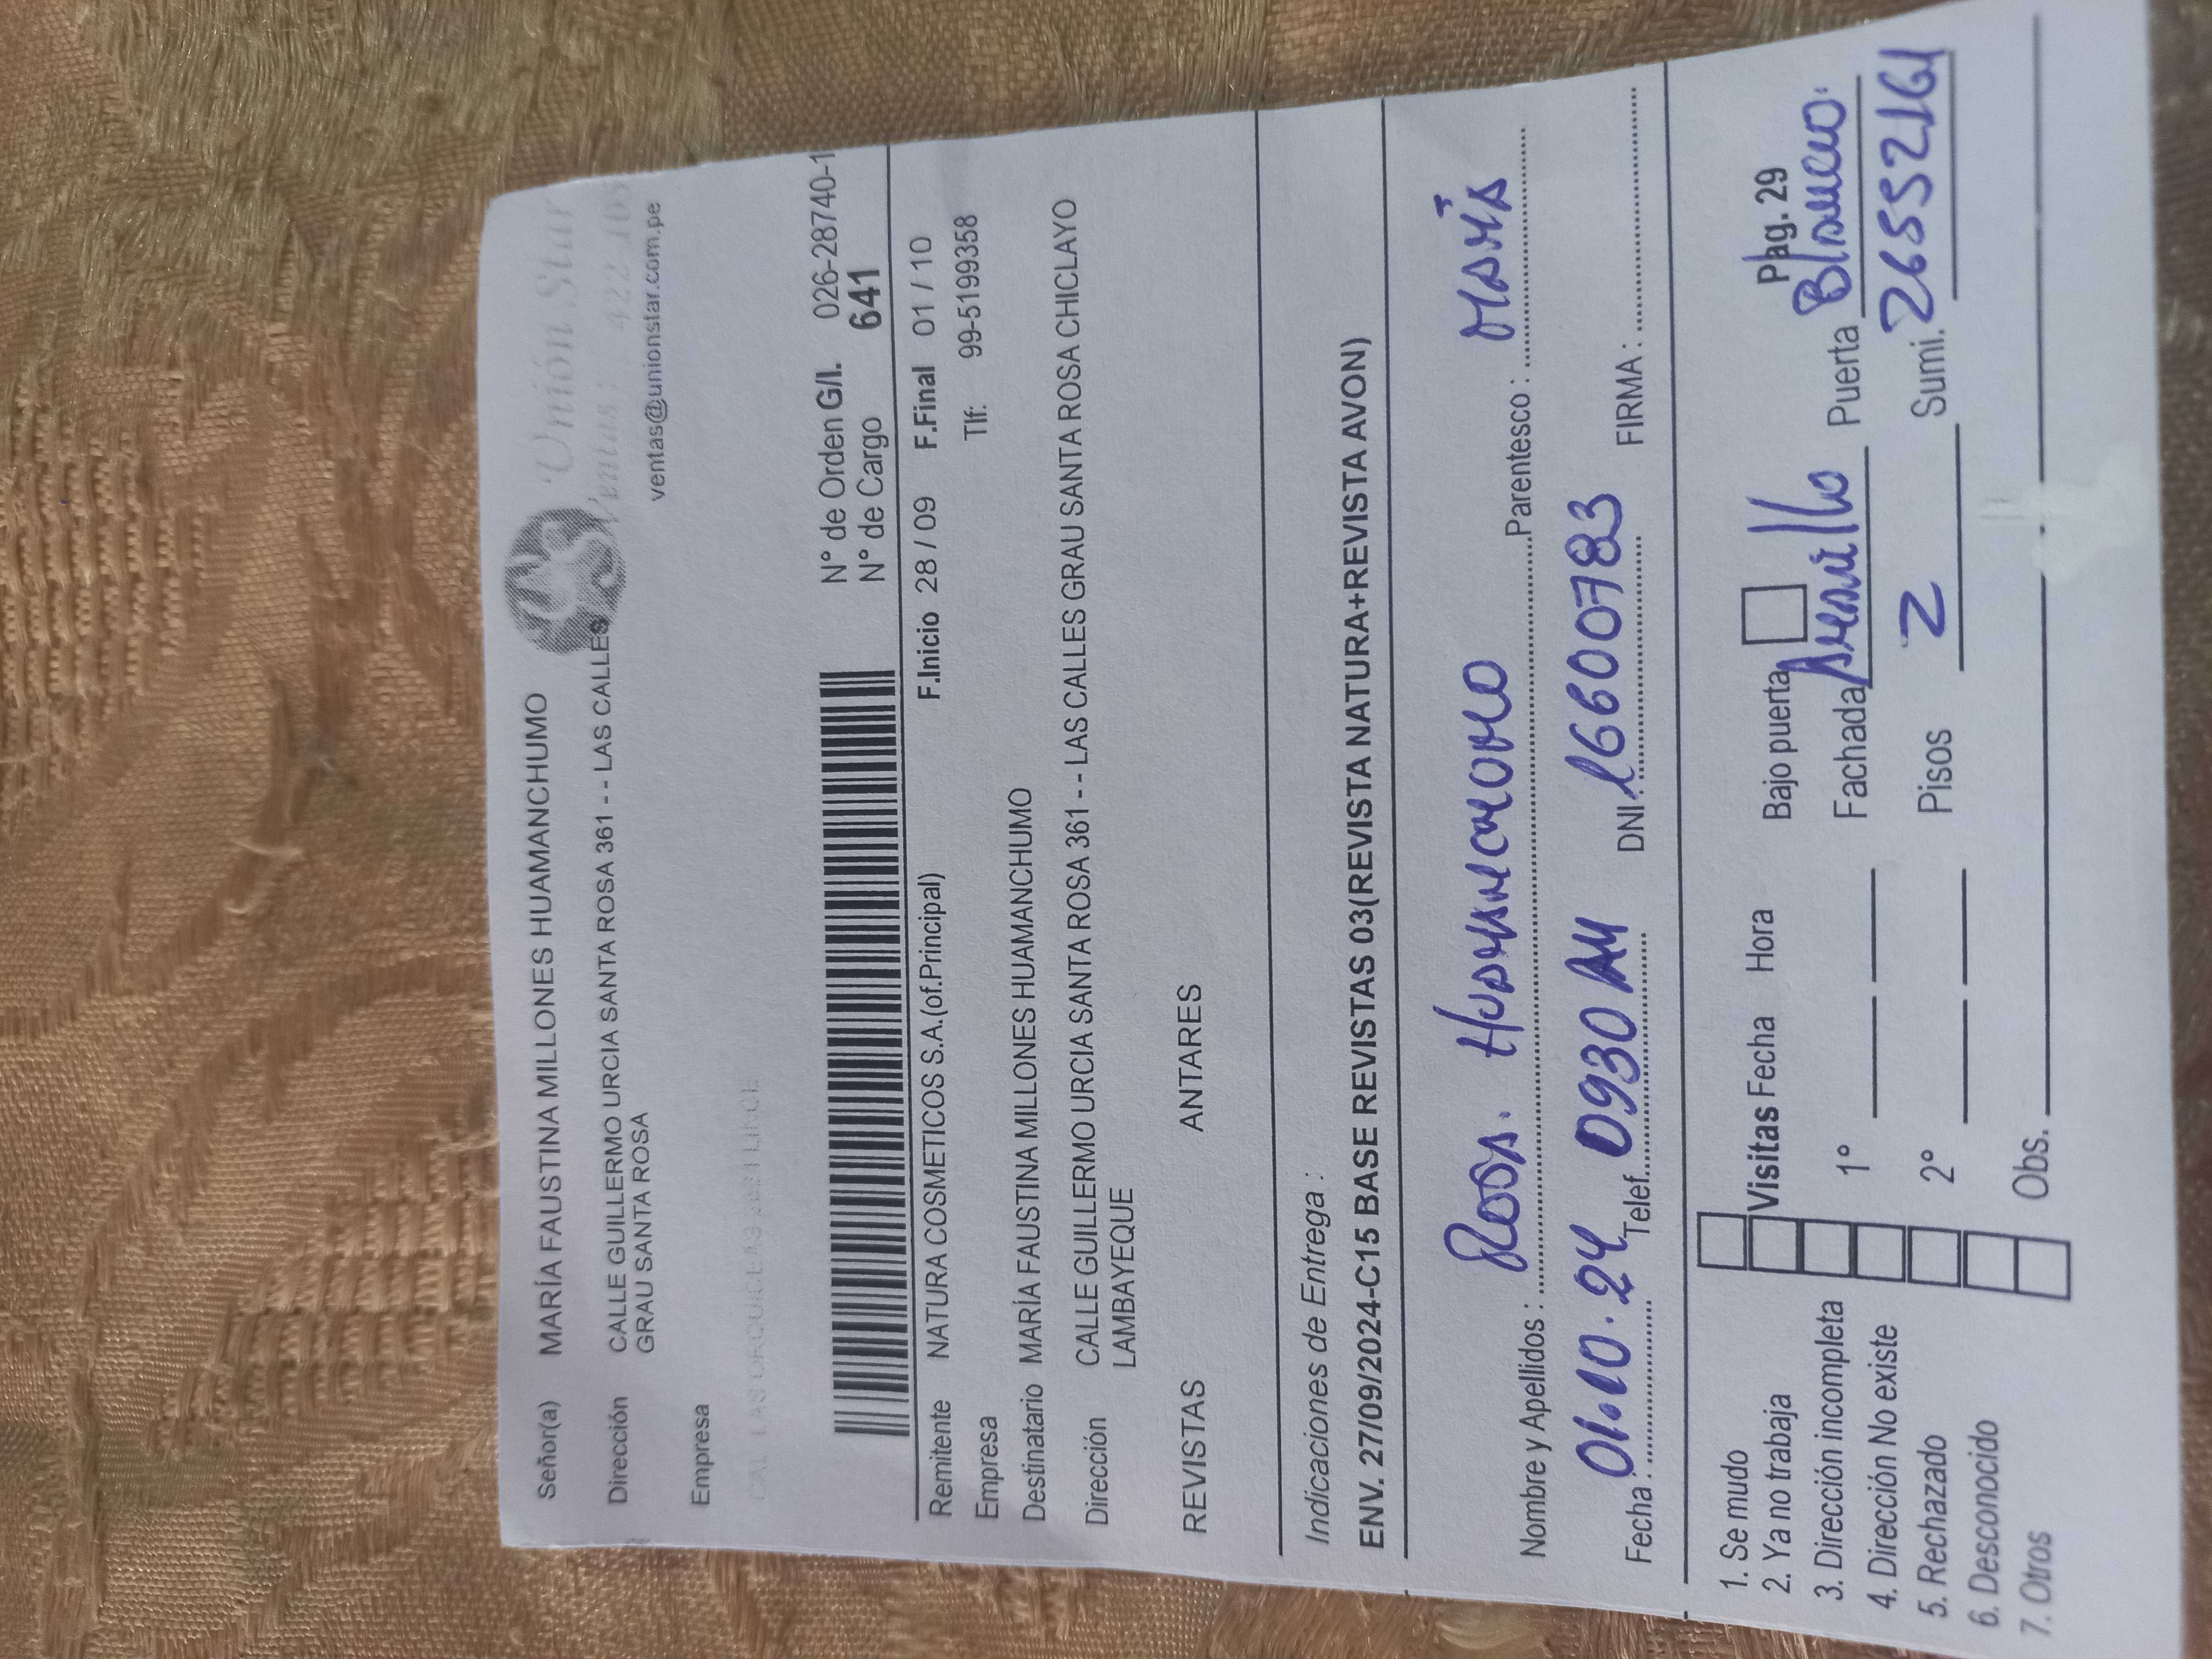 Señor(a) MARÍA FAUSTINA MILLONES HUAMANCHUMO
Unión Star
Ventas: 422-10
ventas@unionstar.com.pe
Dirección CALLE GUILLERMO URCIA SANTA ROSA 361 - - LAS CALLES
GRAU SANTA ROSA
Empresa
N° de Orden G/I. 026-28740-1
N° de Cargo 641
Remitente NATURA COSMETICOS S.A.(of.Principal) F.Inicio 28 / 09 F.Final 01 / 10
Empresa Tlf: 99-5199358
Destinatario MARÍA FAUSTINA MILLONES HUAMANCHUMO
Dirección CALLE GUILLERMO URCIA SANTA ROSA 361 - - LAS CALLES GRAU SANTA ROSA CHICLAYO
LAMBAYEQUE
REVISTAS ANTARES
Indicaciones de Entrega :
ENV. 27/09/2024-C15 BASE REVISTAS 03(REVISTA NATURA+REVISTA AVON)
Nombre y Apellidos : Rosa. Parentesco :
Fecha : 01.10.24 Telef. 0930 AM DNI: 16600783 FIRMA :
Pag. 29
1. Se mudo
2. Ya no trabaja Visitas Fecha Hora Bajo puerta
3. Dirección incompleta 1° Fachada Amarillo Puerta Blanco.
4. Dirección No existe
5. Rechazado 2° Pisos 2 Sumi. 26552161
6. Desconocido
7. Otros Obs.